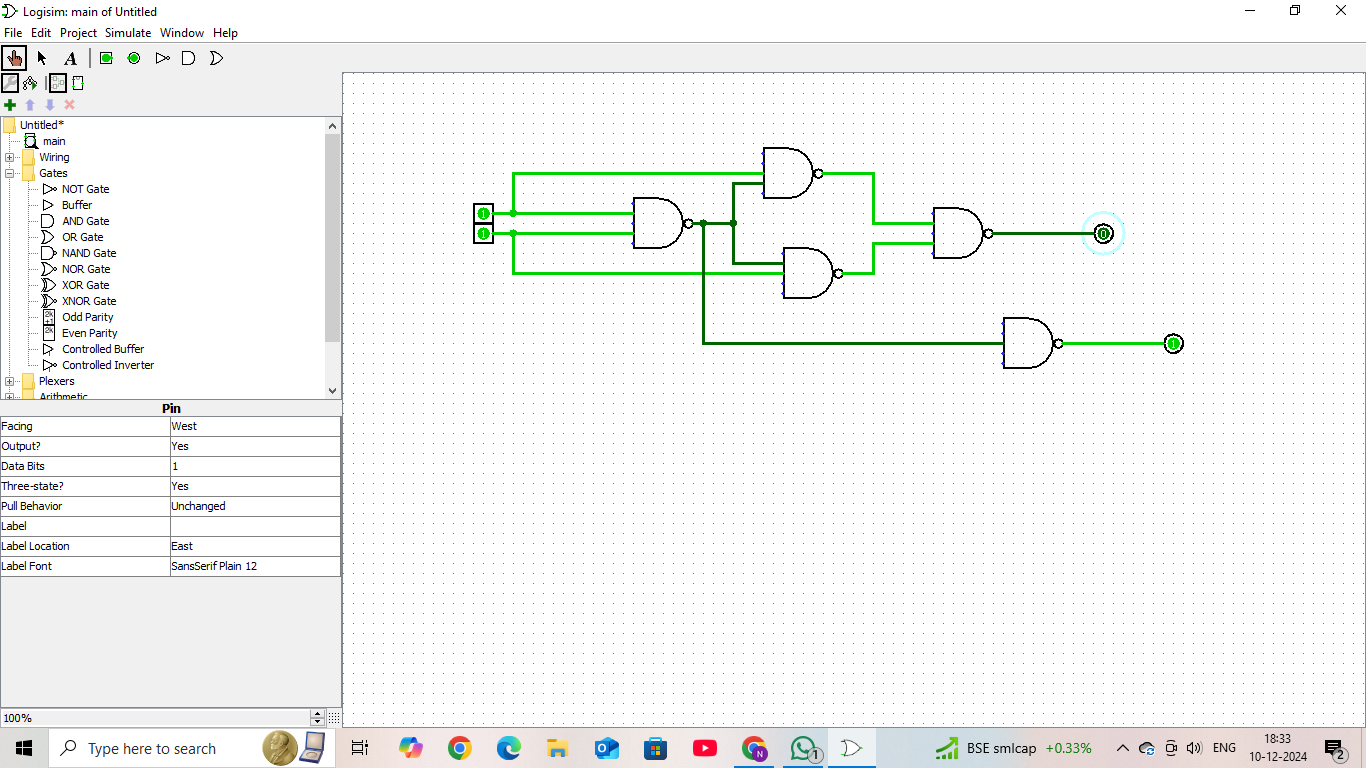 Logisim: main of Untitled
File Edit Project Simulate Window Help
A
Untitled*
main
Wiring
Gates
NOT Gate
Buffer
AND Gate
OR Gate
NAND Gate
NOR Gate
XOR Gate
XNOR Gate
Odd Parity
Even Parity
Controlled Buffer
Controlled Inverter
Plexers
Arithmetic
Pin
Facing West
Output? Yes
Data Bits 1
Three-state? Yes
Pull Behavior Unchanged
Label
Label Location East
Label Font SansSerif Plain 12
100%
1
1
0
1
Type here to search
N
1
BSE smlcap +0.33%
ENG
18:33
10-12-2024
2